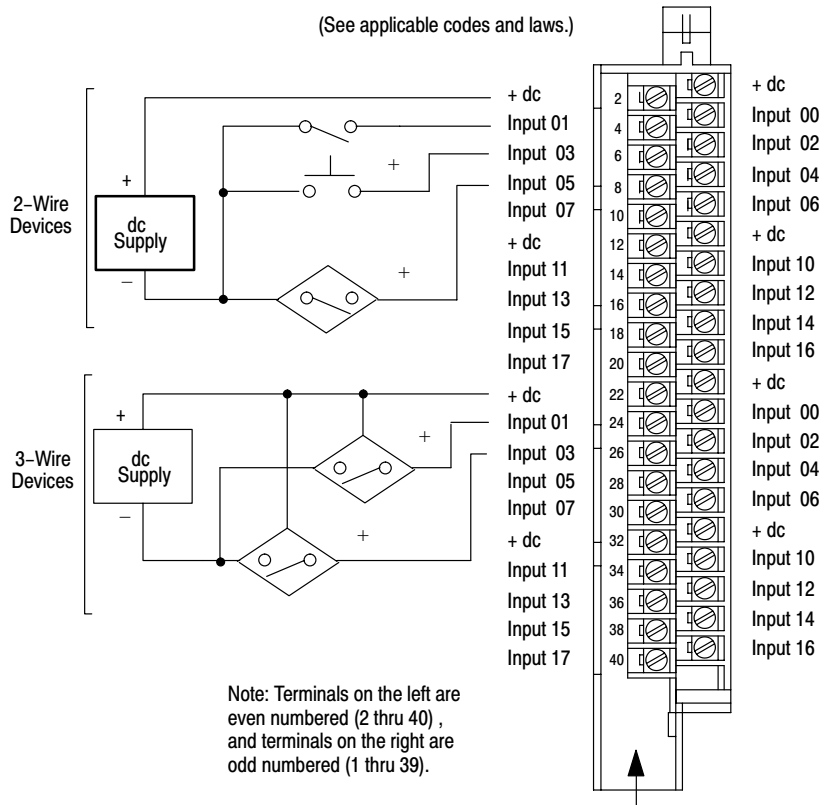 (See applicable codes and laws.)
2–Wire
Devices
+
dc
Supply
–
+
+
+ dc
Input 01
Input 03
Input 05
Input 07
+ dc
Input 11
Input 13
Input 15
Input 17
3–Wire
Devices
+
dc
Supply
–
+
+
+ dc
Input 01
Input 03
Input 05
Input 07
+ dc
Input 11
Input 13
Input 15
Input 17
2
4
6
8
10
12
14
16
18
20
22
24
26
28
30
32
34
36
38
40
+ dc
Input 00
Input 02
Input 04
Input 06
+ dc
Input 10
Input 12
Input 14
Input 16
+ dc
Input 00
Input 02
Input 04
Input 06
+ dc
Input 10
Input 12
Input 14
Input 16
Note: Terminals on the left are
even numbered (2 thru 40) ,
and terminals on the right are
odd numbered (1 thru 39).